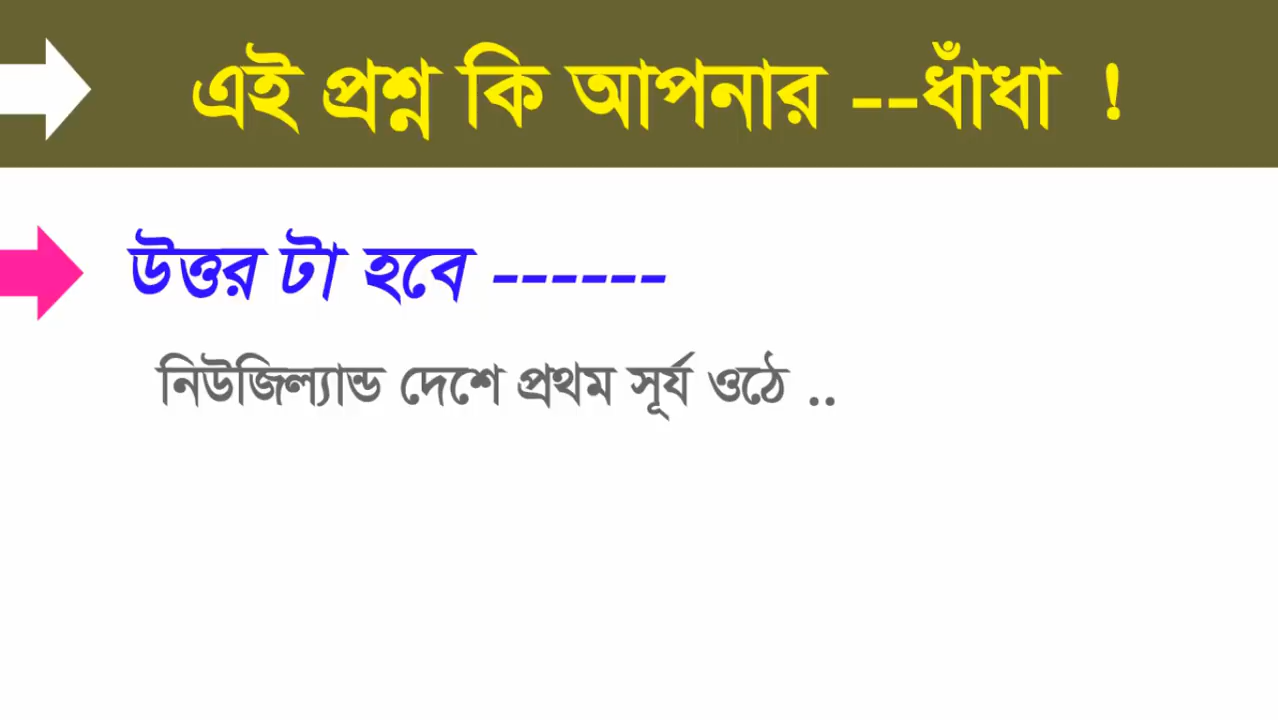 এই প্রশ্ন কি আপনার --ধাঁধা !
উত্তর টা হবে ------
নিউজিল্যান্ড দেশে প্রথম সূর্য ওঠে ..